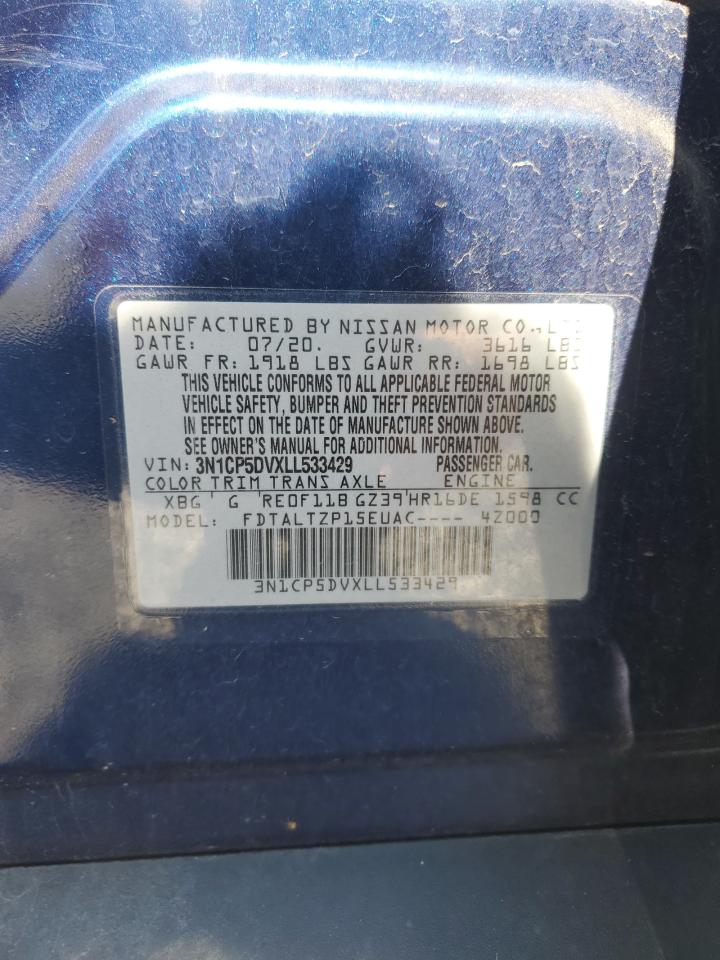 MANUFACTURED BY NISSAN MOTOR CO., LTD
DATE: 07/20. GVWR: 3616 LBS
GAWR FR: 1918 LBS GAWR RR: 1698 LBS
THIS VEHICLE CONFORMS TO ALL APPLICABLE FEDERAL MOTOR
VEHICLE SAFETY, BUMPER AND THEFT PREVENTION STANDARDS
IN EFFECT ON THE DATE OF MANUFACTURE SHOWN ABOVE.
SEE OWNER'S MANUAL FOR ADDITIONAL INFORMATION.
VIN: 3N1CP5DVXLL533429 PASSENGER CAR.
COLOR TRIM TRANS AXLE ENGINE
XBG G RE0F11B GZ39 HR16DE 1598 CC
MODEL: FDTALTZP15EUAC---- 42000
3N1CP5DVXLL533429